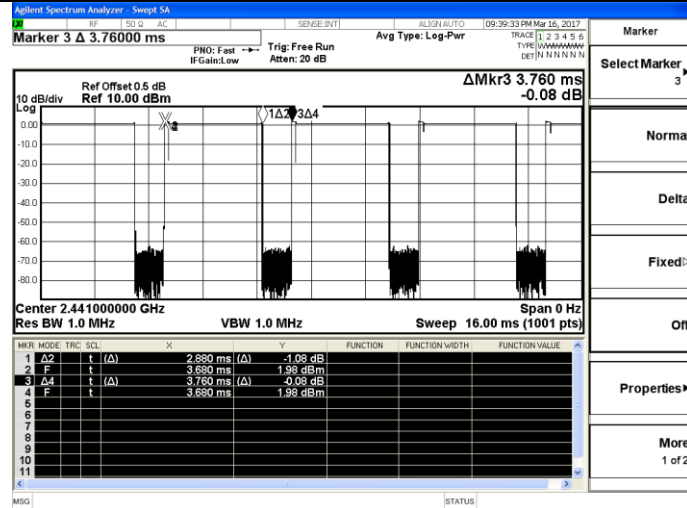 Agilent Spectrum Analyzer - Swept SA
LXI RF 50 Ω AC SENSE:INT ALIGN AUTO 09:39:33 PM Mar 16, 2017
Marker 3 Δ 3.76000 ms
PNO: Fast
IFGain:Low
Trig: Free Run
Atten: 20 dB
Avg Type: Log-Pwr
TRACE 1 2 3 4 5 6
TYPE WWWWWW
DET N N N N N N
Ref Offset 0.5 dB
10 dB/div Ref 10.00 dBm
Log
ΔMkr3 3.760 ms
-0.08 dB
0.00
-10.0
-20.0
-30.0
-40.0
-50.0
-60.0
-70.0
-80.0
1Δ2 3Δ4
Center 2.441000000 GHz Span 0 Hz
Res BW 1.0 MHz VBW 1.0 MHz Sweep 16.00 ms (1001 pts)
MKR MODE TRC SCL X Y FUNCTION FUNCTION WIDTH FUNCTION VALUE
1 Δ2 t (Δ) 2.880 ms (Δ) -1.08 dB
2 F t 3.680 ms 1.98 dBm
3 Δ4 t (Δ) 3.760 ms (Δ) -0.08 dB
4 F t 3.680 ms 1.98 dBm
5
6
7
8
9
10
11
MSG STATUS
Marker
Select Marker
3
Norma
Delta
Fixed
Off
Properties
More
1 of 2